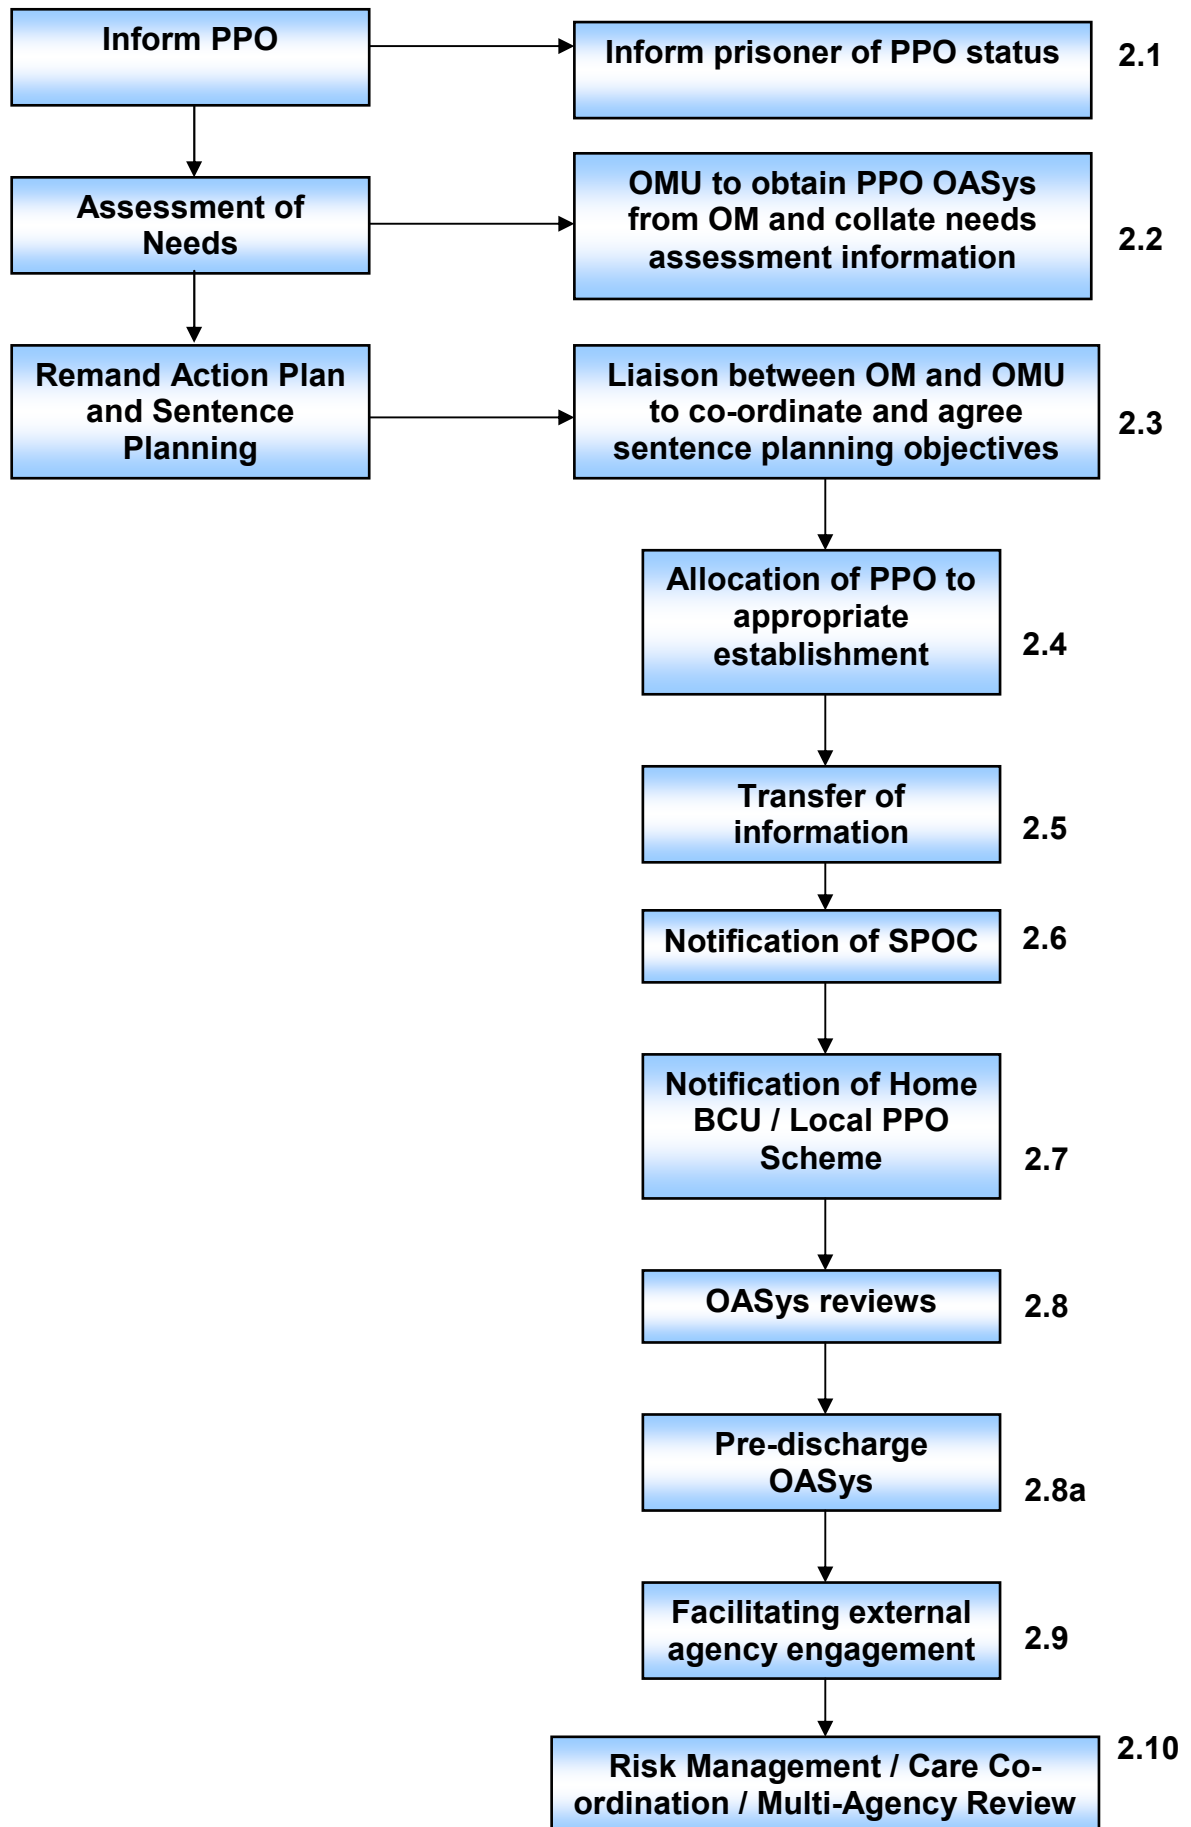 Inform PPO
Inform prisoner of PPO status
2.1
Assessment of
Needs
OMU to obtain PPO OASys
from OM and collate needs
assessment information
2.2
Remand Action Plan
and Sentence
Planning
Liaison between OM and OMU
to co-ordinate and agree
sentence planning objectives
2.3
Allocation of PPO to
appropriate
establishment
2.4
Transfer of
information
2.5
Notification of SPOC
2.6
Notification of Home
BCU / Local PPO
Scheme
2.7
OASys reviews
2.8
Pre-discharge
OASys
2.8a
Facilitating external
agency engagement
2.9
Risk Management / Care Co-
ordination / Multi-Agency Review
2.10